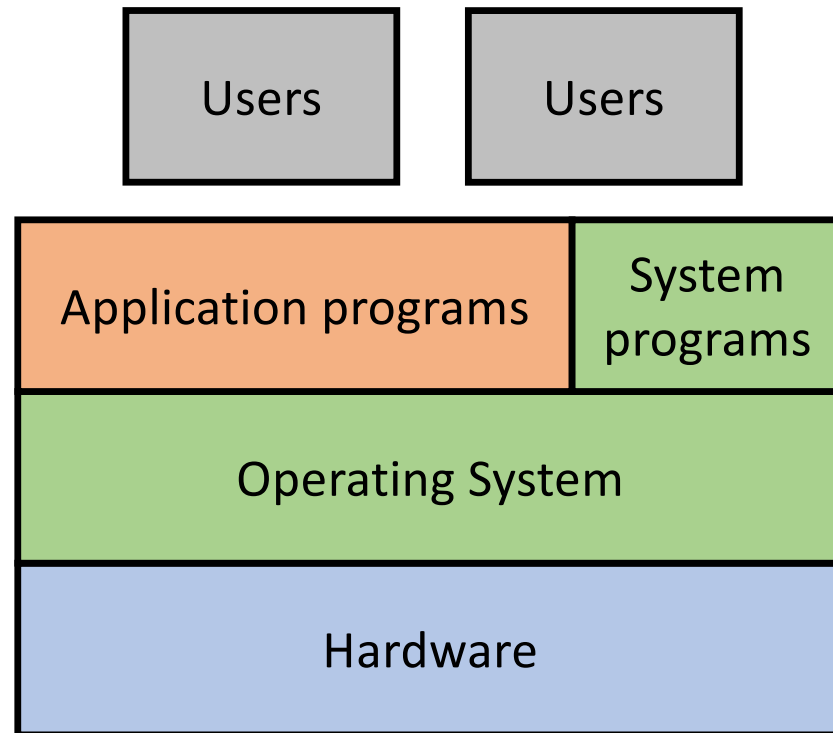 Users
Users
Application programs
System
programs
Operating System
Hardware